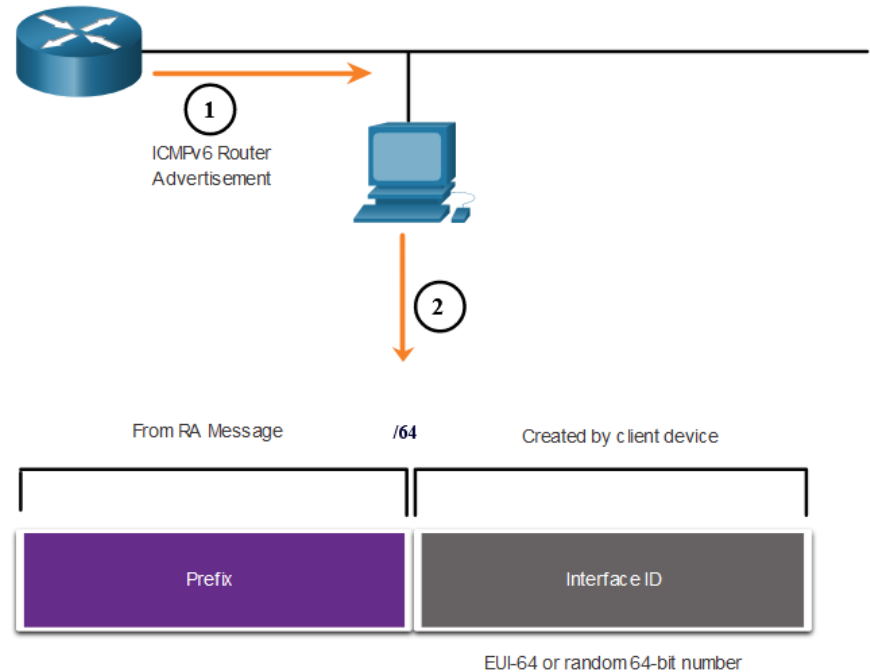 1
ICMPv6 Router
Advertisement
2
From RA Message
/64
Created by client device
Prefix
Interface ID
EUI-64 or random 64-bit number